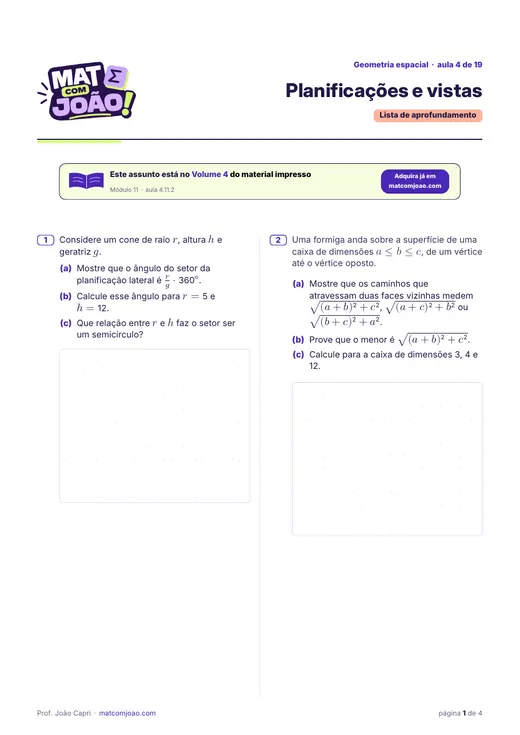 MAT
COM
JOÃO!
Geometria espacial · aula 4 de 19
Planificações e vistas
Lista de aprofundamento
Este assunto está no Volume 4 do material impresso
Módulo 11 · aula 4.11.2
Adquira já em
matcomjoao.com
1 Considere um cone de raio r, altura h e
geratriz g.
(a) Mostre que o ângulo do setor da
planificação lateral é r/g · 360°.
(b) Calcule esse ângulo para r = 5 e
h = 12.
(c) Que relação entre r e h faz o setor ser
um semicírculo?
2 Uma formiga anda sobre a superfície de uma
caixa de dimensões a ≤ b ≤ c, de um vértice
até o vértice oposto.
(a) Mostre que os caminhos que
atravessam duas faces vizinhas medem
√((a + b)² + c²), √((a + c)² + b²) ou
√((b + c)² + a²).
(b) Prove que o menor é √((a + b)² + c²).
(c) Calcule para a caixa de dimensões 3, 4 e
12.
Prof. João Capri · matcomjoao.com
página 1 de 4